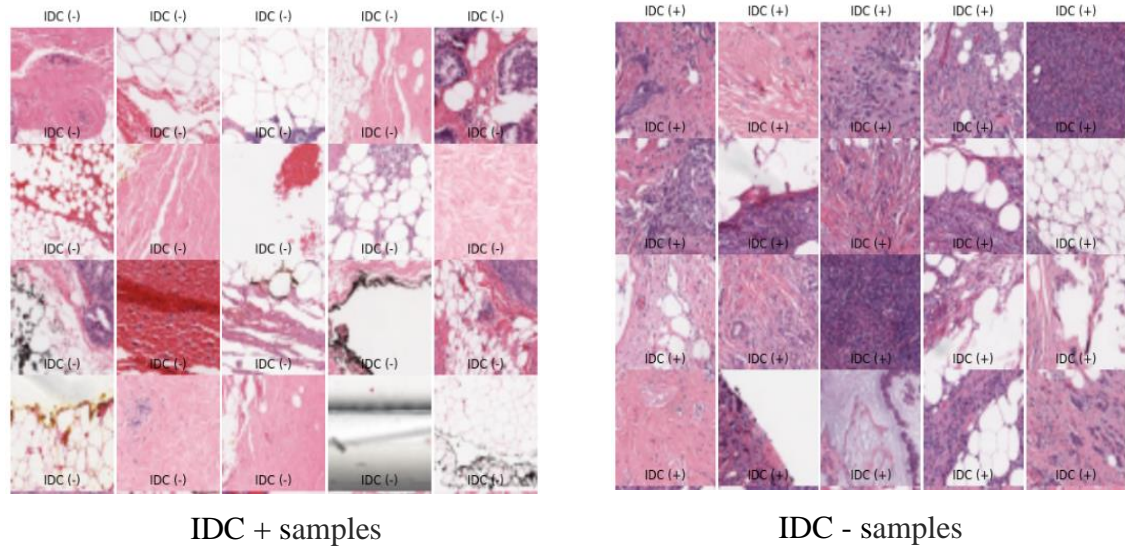 IDC (-) IDC (-) IDC (-) IDC (-) IDC (-)
IDC (-) IDC (-) IDC (-) IDC (-) IDC (-)
IDC (-) IDC (-) IDC (-) IDC (-) IDC (-)
IDC (-) IDC (-) IDC (-) IDC (-) IDC (-)
IDC (-) IDC (-) IDC (-) IDC (-) IDC (-)
IDC + samples
IDC (+) IDC (+) IDC (+) IDC (+) IDC (+)
IDC (+) IDC (+) IDC (+) IDC (+) IDC (+)
IDC (+) IDC (+) IDC (+) IDC (+) IDC (+)
IDC (+) IDC (+) IDC (+) IDC (+) IDC (+)
IDC (+) IDC (+) IDC (+) IDC (+) IDC (+)
IDC - samples